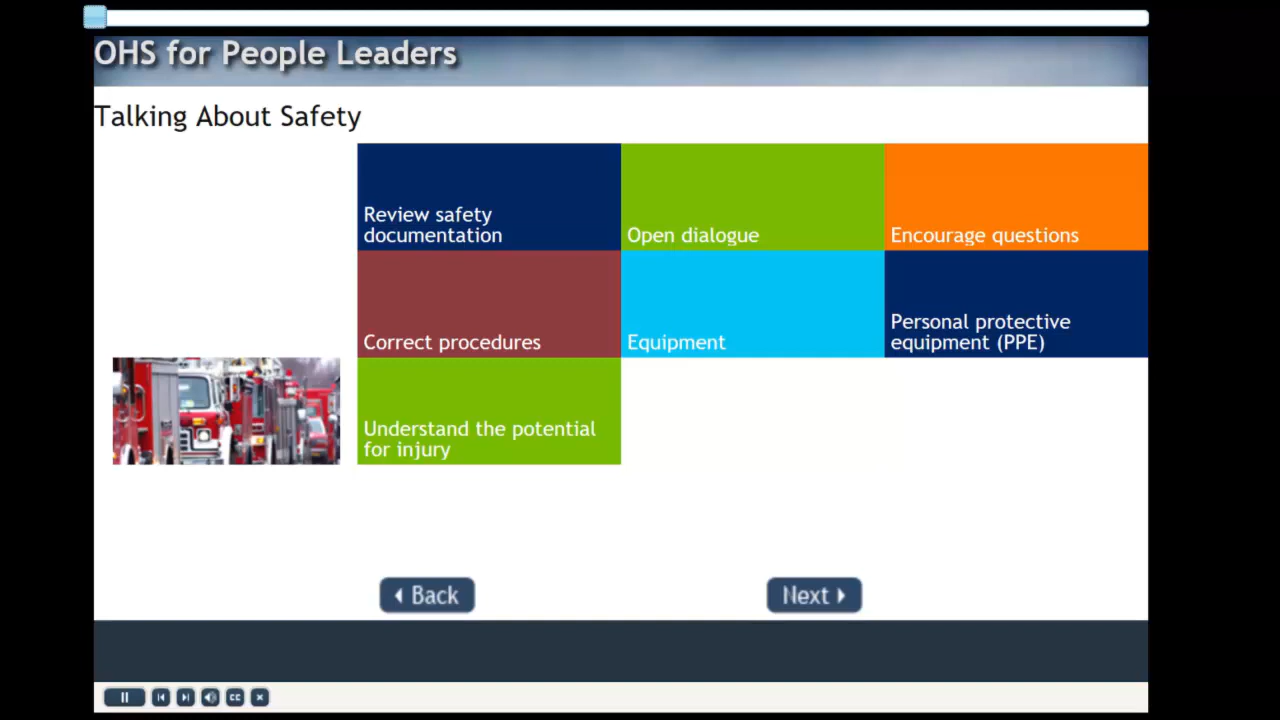 OHS for People Leaders
Talking About Safety
Review safety
documentation
Open dialogue
Encourage questions
Correct procedures
Equipment
Personal protective
equipment (PPE)
Understand the potential
for injury
Back
Next
CC